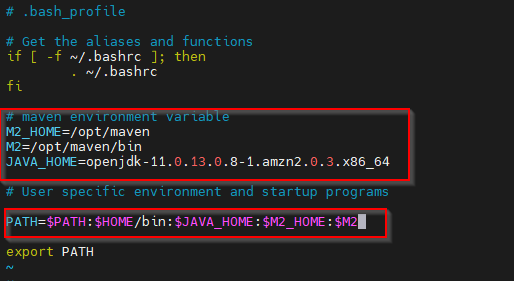 # .bash_profile
# Get the aliases and functions
if [ -f ~/.bashrc ]; then
. ~/.bashrc
fi
# maven environment variable
M2_HOME=/opt/maven
M2=/opt/maven/bin
JAVA_HOME=openjdk-11.0.13.0.8-1.amzn2.0.3.x86_64
# User specific environment and startup programs
PATH=$PATH:$HOME/bin:$JAVA_HOME:$M2_HOME:$M2
export PATH
~